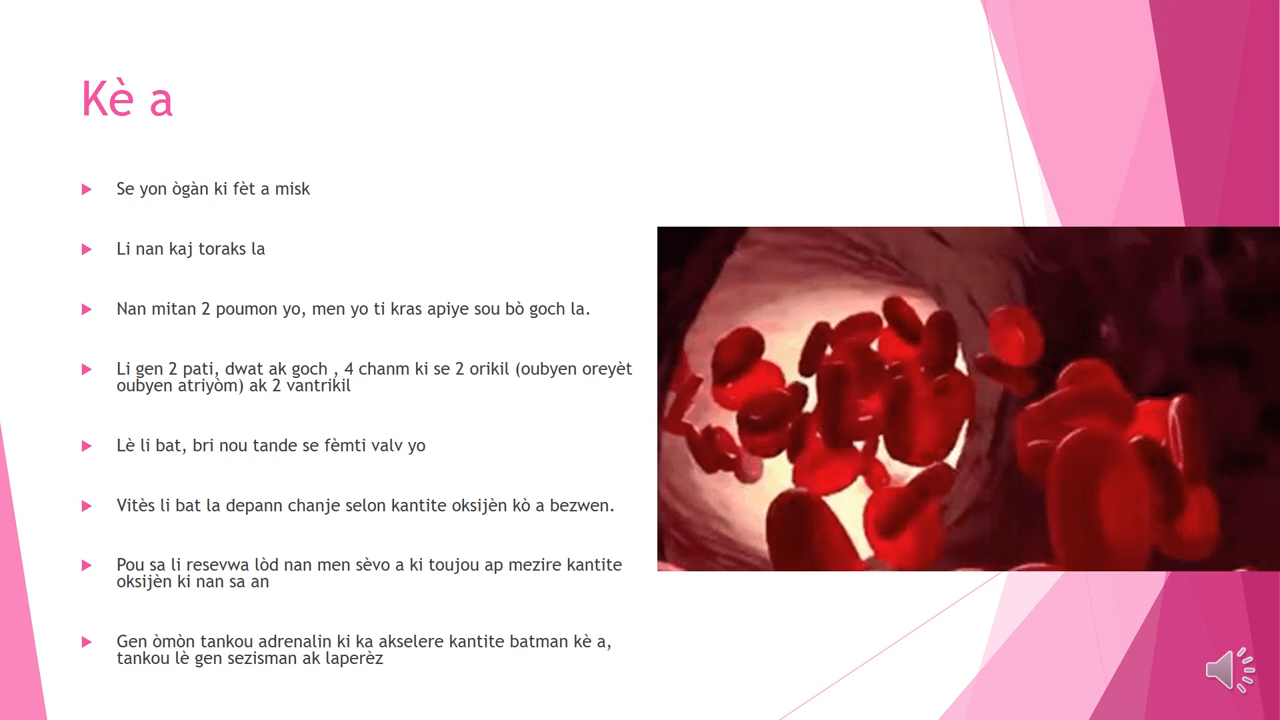 Kè a
Se yon ògàn ki fèt a misk
Li nan kaj toraks la
Nan mitan 2 poumon yo, men yo ti kras apiye sou bò goch la.
Li gen 2 pati, dwat ak goch , 4 chanm ki se 2 orikil (oubyen oreyèt
oubyen atriyòm) ak 2 vantrikil
Lè li bat, bri nou tande se fèmti valv yo
Vitès li bat la depann chanje selon kantite oksijèn kò a bezwen.
Pou sa li resevwa lòd nan men sèvo a ki toujou ap mezire kantite
oksijèn ki nan sa an
Gen òmòn tankou adrenalin ki ka akselere kantite batman kè a,
tankou lè gen sezisman ak laperèz